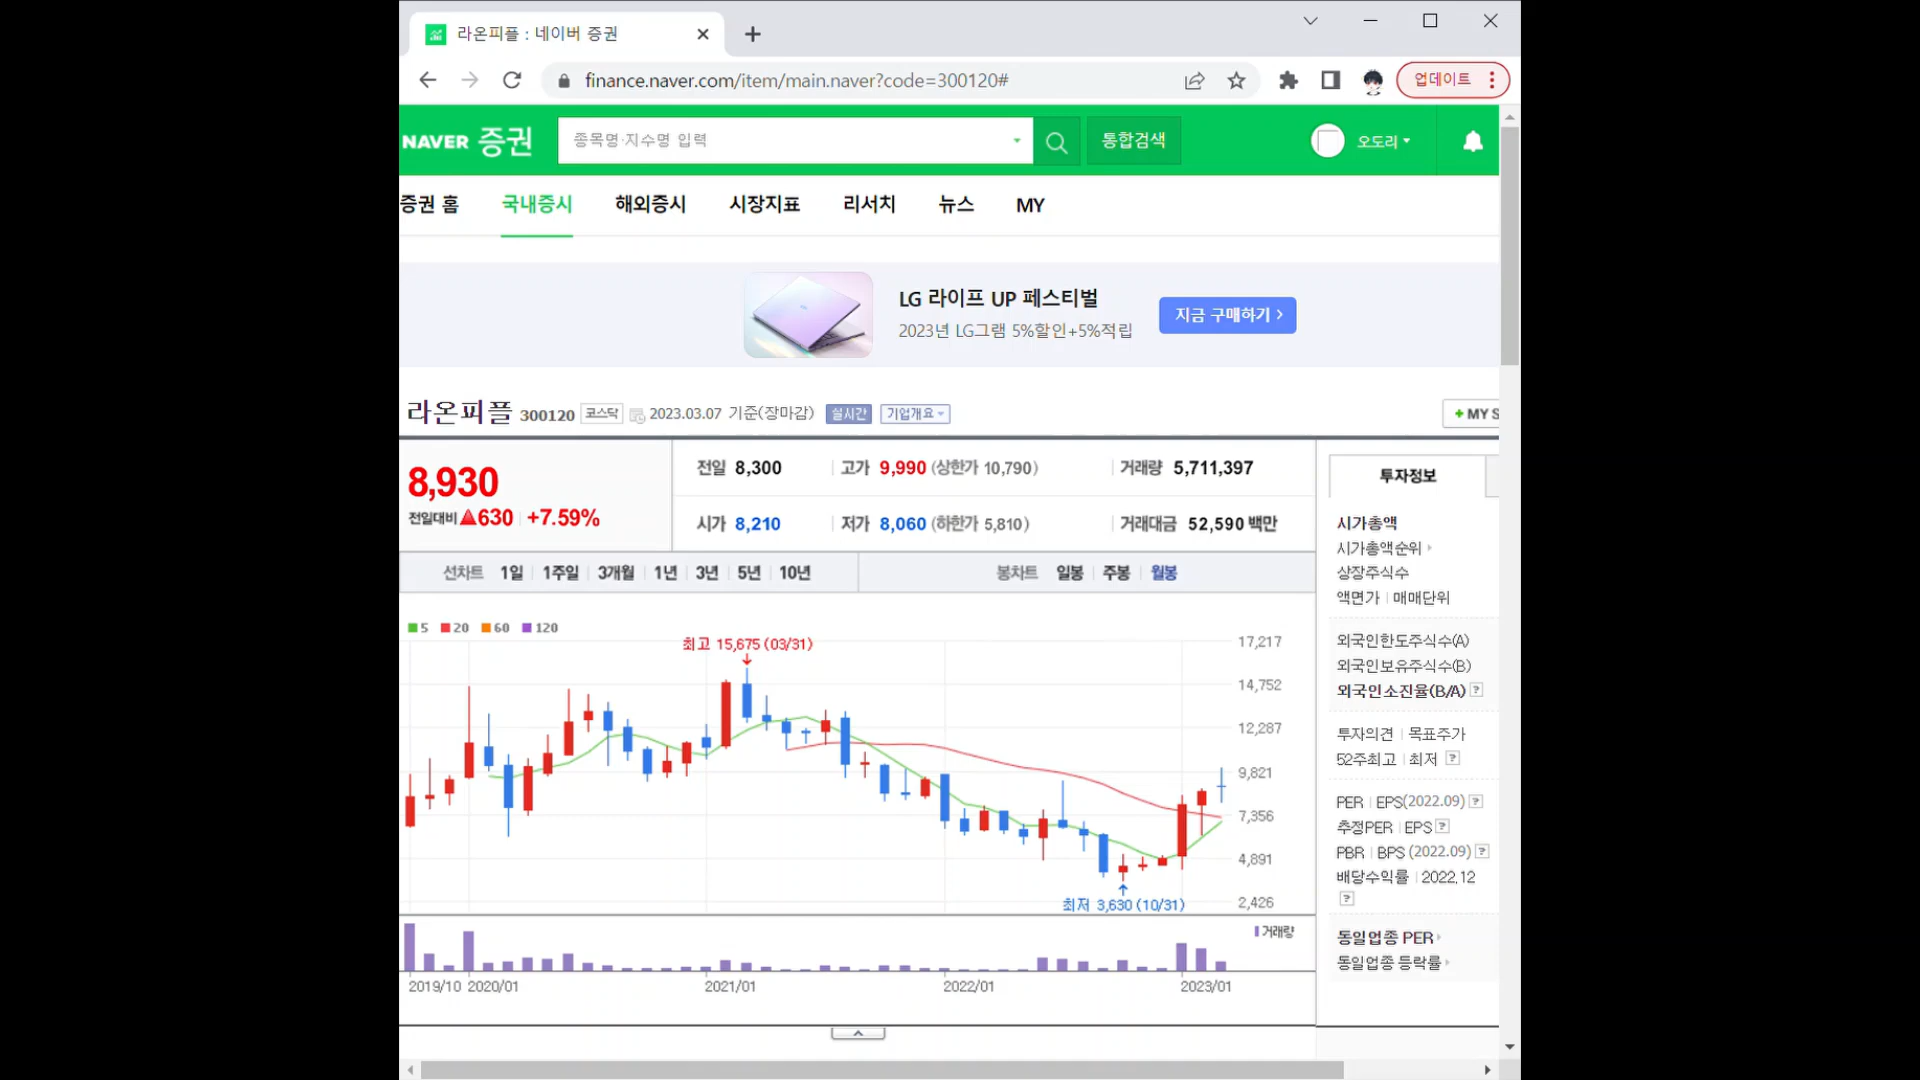 라온피플 : 네이버 증권
finance.naver.com/item/main.naver?code=300120#
업데이트
NAVER 증권
종목명·지수명 입력
통합검색
오도리
증권 홈 국내증시 해외증시 시장지표 리서치 뉴스 MY
LG 라이프 UP 페스티벌
2023년 LG그램 5%할인+5%적립
지금 구매하기
라온피플 300120 코스닥 2023.03.07 기준(장마감) 실시간 기업개요
+ MY S
8,930
전일대비 ▲630 +7.59%
전일 8,300 고가 9,990 (상한가 10,790) 거래량 5,711,397
시가 8,210 저가 8,060 (하한가 5,810) 거래대금 52,590 백만
선차트 1일 1주일 3개월 1년 3년 5년 10년 봉차트 일봉 주봉 월봉
5 20 60 120
최고 15,675 (03/31)
17,217
14,752
12,287
9,821
7,356
4,891
2,426
최저 3,630 (10/31)
거래량
2019/10 2020/01 2021/01 2022/01 2023/01
투자정보
시가총액
시가총액순위
상장주식수
액면가 매매단위
외국인한도주식수(A)
외국인보유주식수(B)
외국인소진율(B/A) ?
투자의견 목표주가
52주최고 최저 ?
PER EPS(2022.09) ?
추정PER EPS ?
PBR BPS (2022.09) ?
배당수익률 2022.12
?
동일업종 PER
동일업종 등락률